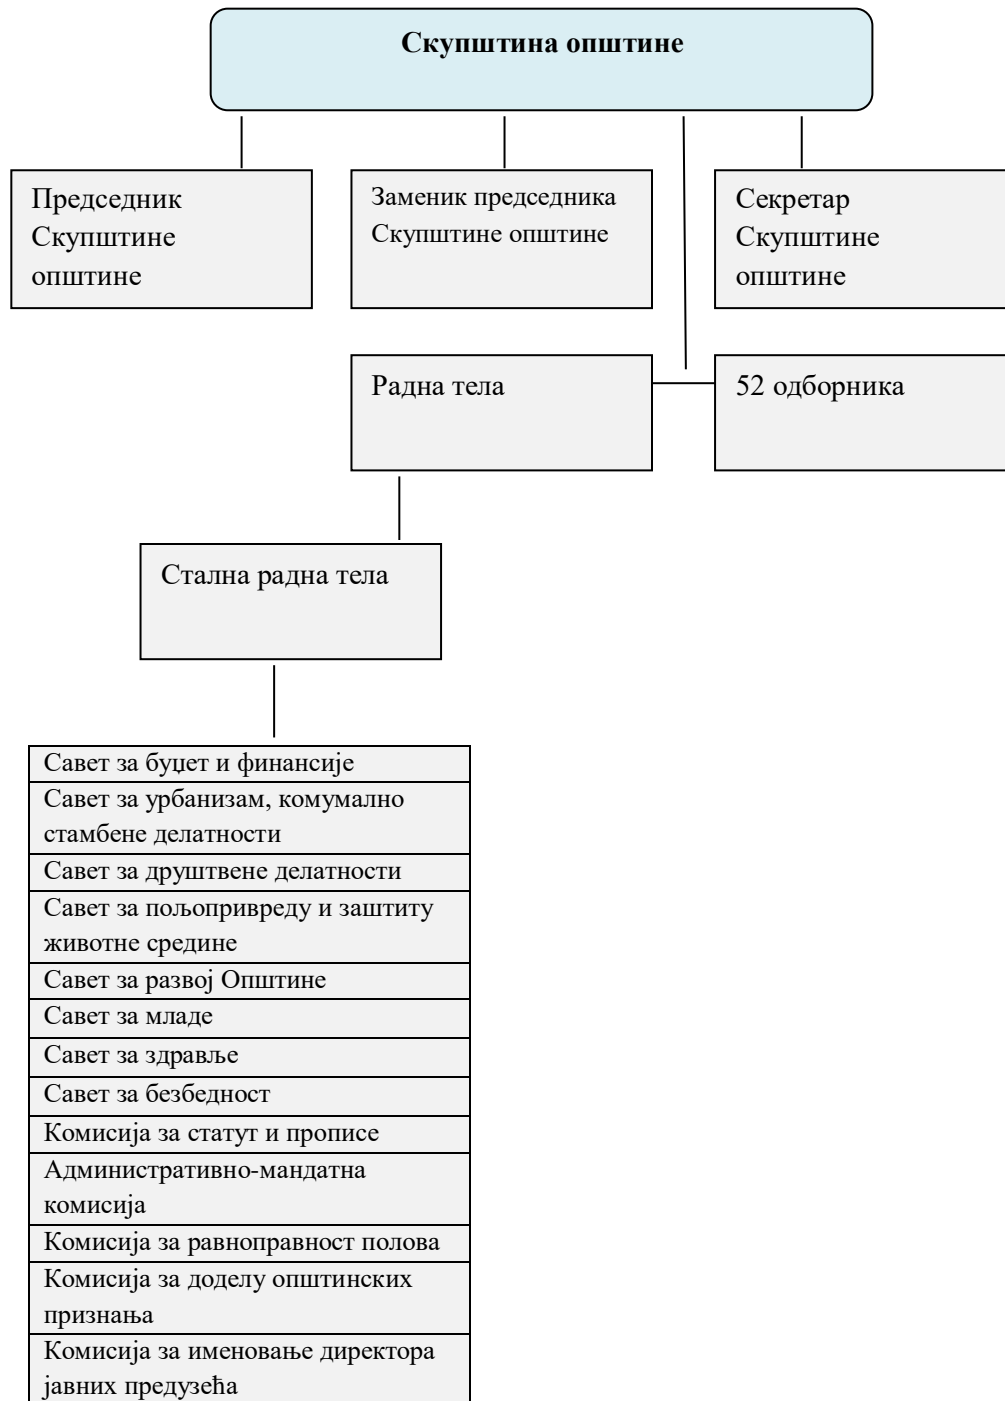 Скупштина општине
Председник
Скупштине
општине
Заменик председника
Скупштине општине
Секретар
Скупштине
општине
Радна тела
52 одборника
Стална радна тела
Савет за буџет и финансије
Савет за урбанизам, комумално
стамбене делатности
Савет за друштвене делатности
Савет за пољопривреду и заштиту
животне средине
Савет за развој Општине
Савет за младе
Савет за здравље
Савет за безбедност
Комисија за статут и прописе
Административно-мандатна
комисија
Комисија за равноправност полова
Комисија за доделу општинских
признања
Комисија за именовање директора
јавних предузећа